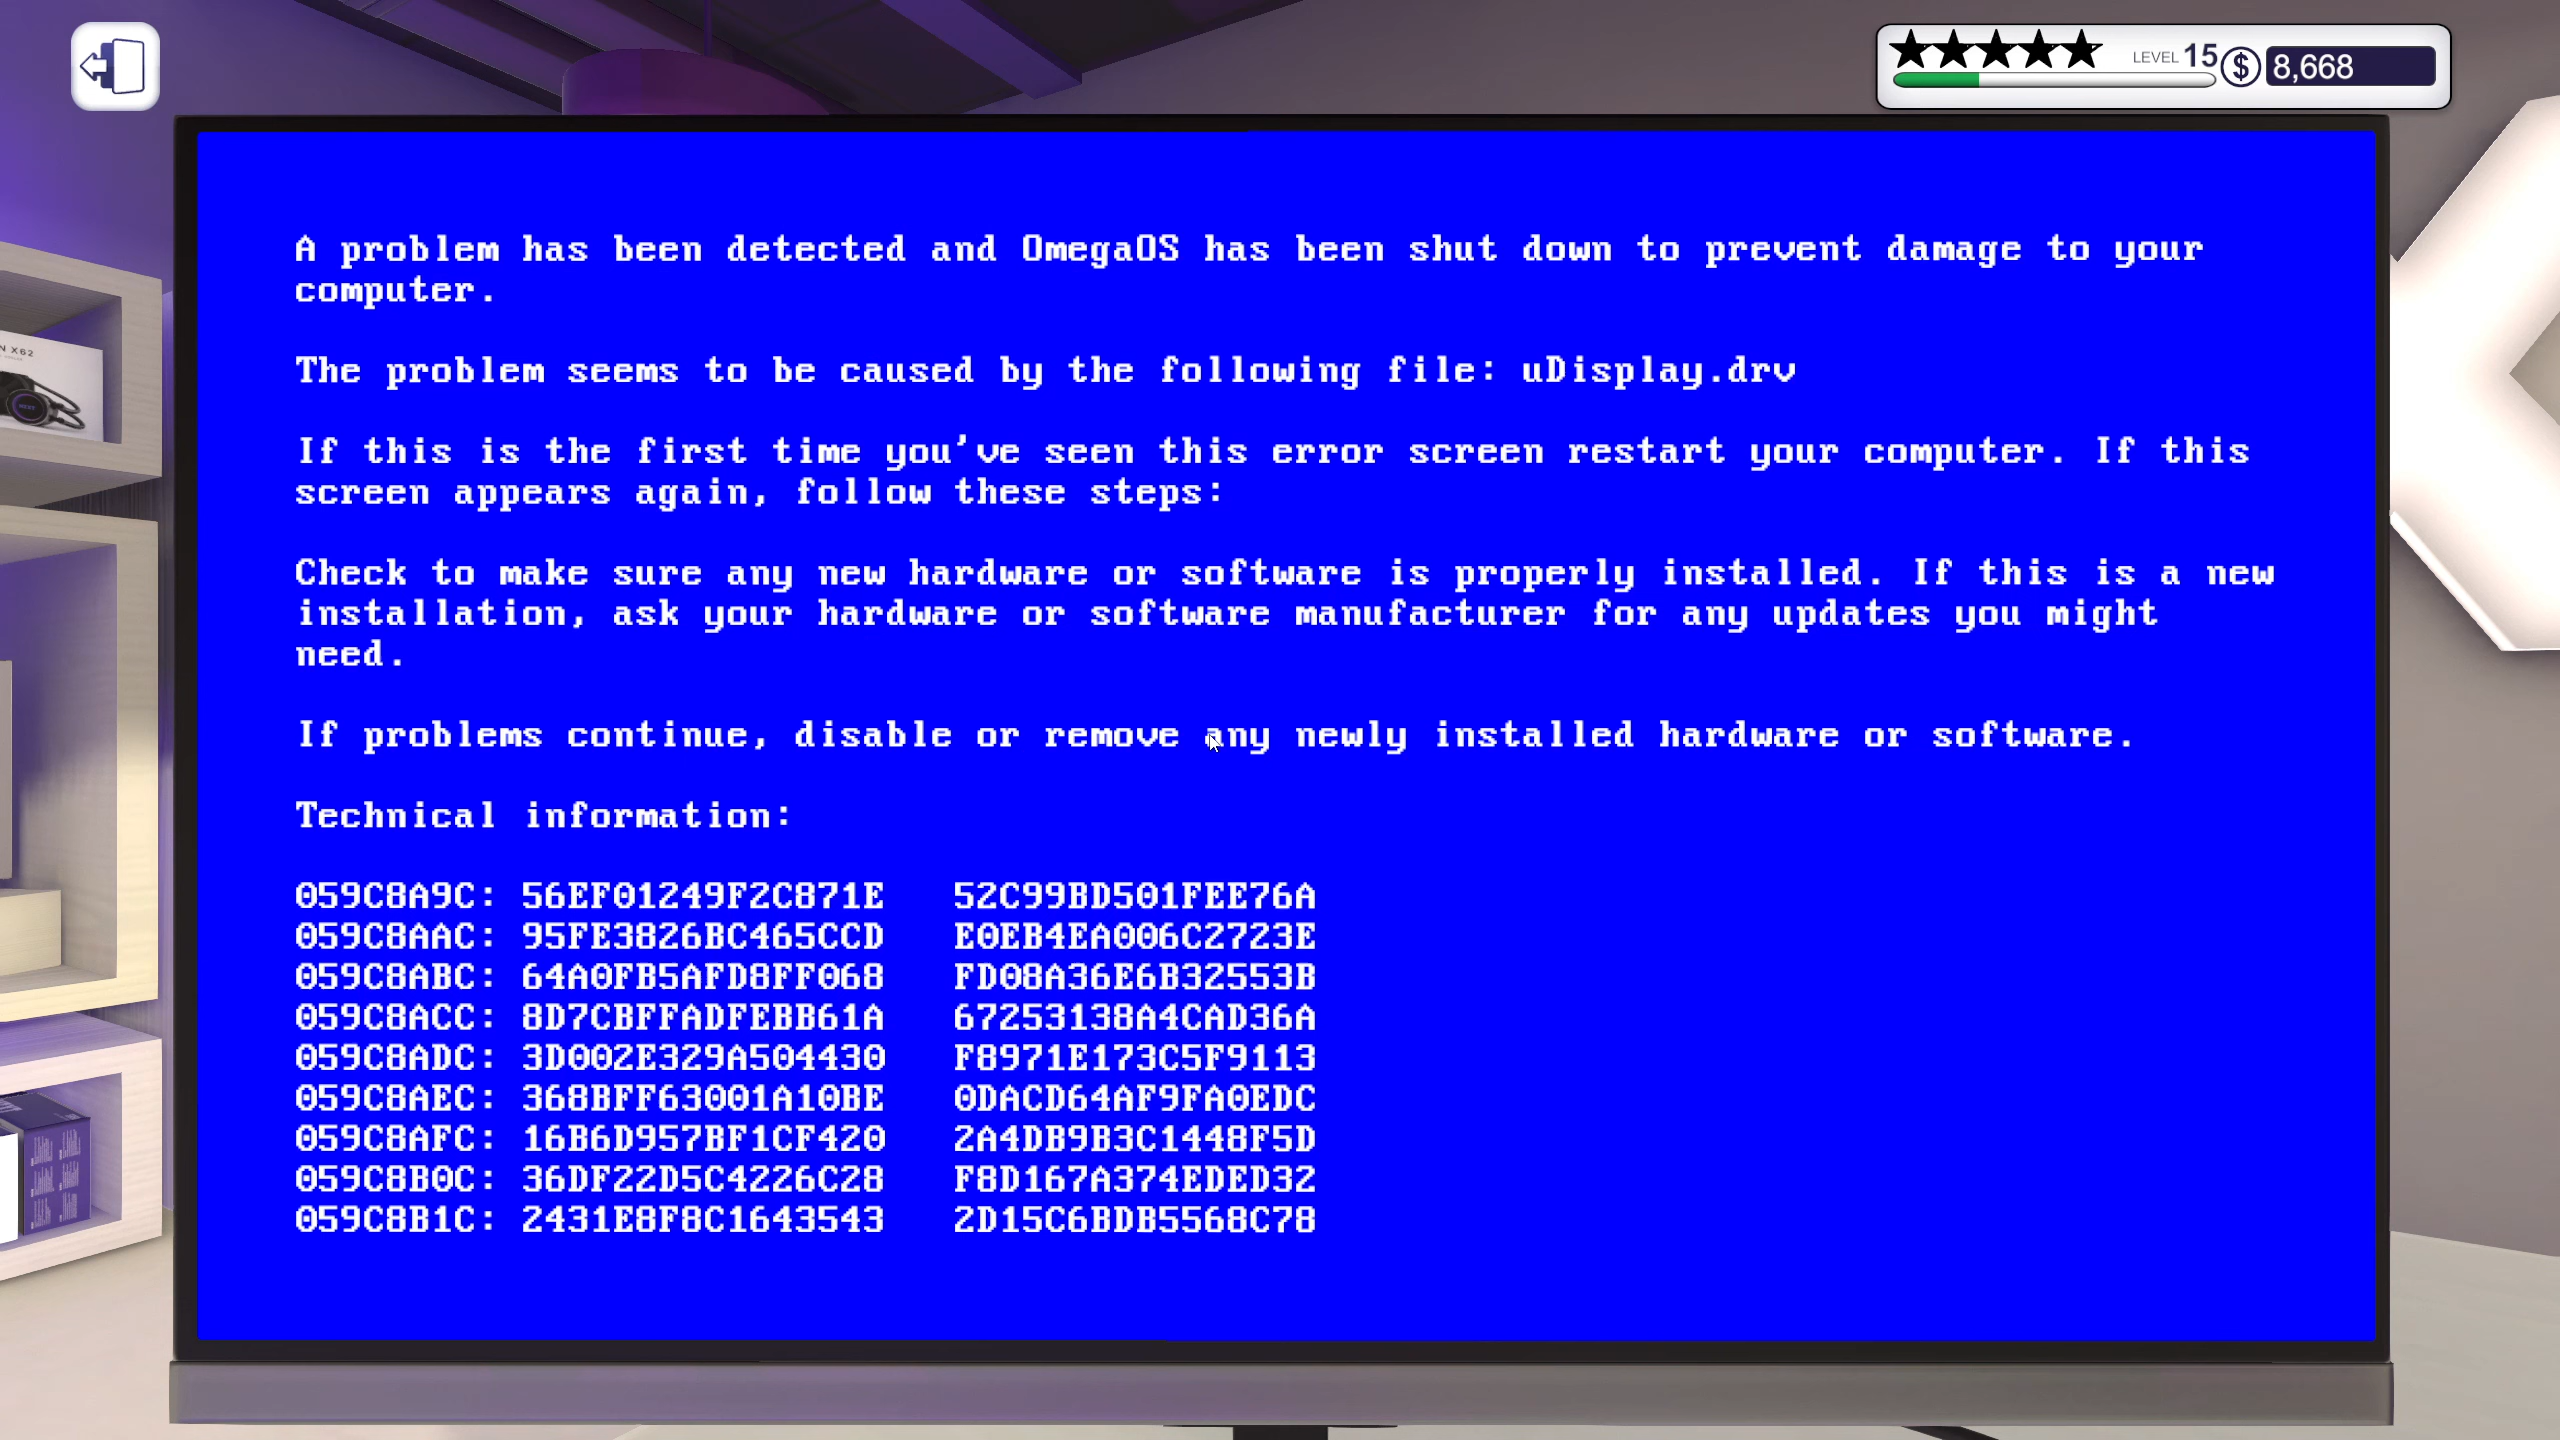 LEVEL 15 $ 8,668
N X62
A problem has been detected and OmegaOS has been shut down to prevent damage to your
computer.
The problem seems to be caused by the following file: uDisplay.drv
If this is the first time you've seen this error screen restart your computer. If this
screen appears again, follow these steps:
Check to make sure any new hardware or software is properly installed. If this is a new
installation, ask your hardware or software manufacturer for any updates you might
need.
If problems continue, disable or remove any newly installed hardware or software.
Technical information:
059C8A9C: 56EF01249F2C871E 52C99BD501FEE76A
059C8AAC: 95FE3826BC465CCD E0EB4EA006C2723E
059C8ABC: 64A0FB5AFD8FF068 FD08A36E6B32553B
059C8ACC: 8D7CBFFADFEBB61A 67253138A4CAD36A
059C8ADC: 3D002E329A504430 F8971E173C5F9113
059C8AEC: 368BFF63001A10BE 0DACD64AF9FA0EDC
059C8AFC: 16B6D957BF1CF420 2A4DB9B3C1448F5D
059C8B0C: 36DF22D5C4226C28 F8D167A374EDED32
059C8B1C: 2431E8F8C1643543 2D15C6BDB5568C78